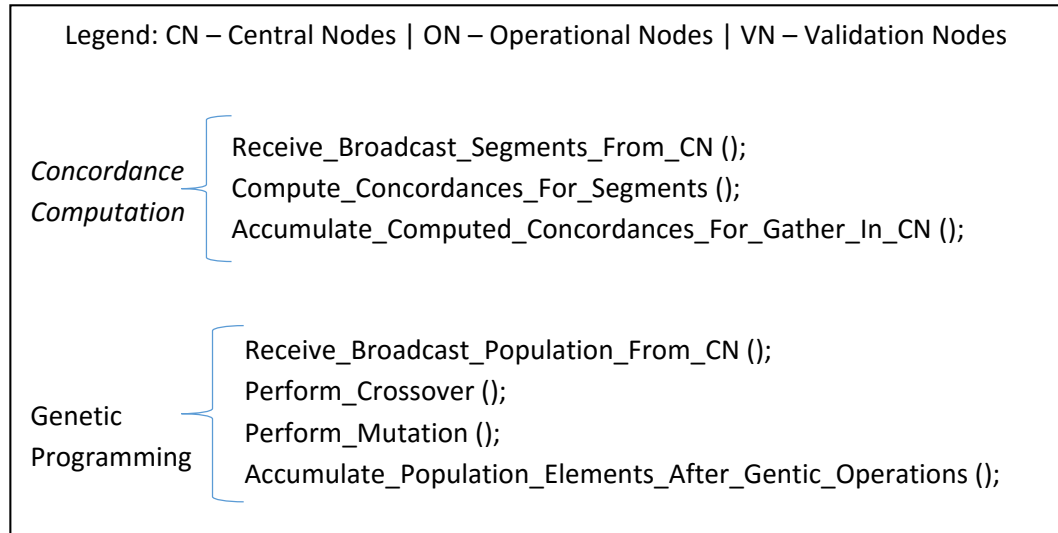 Legend: CN – Central Nodes | ON – Operational Nodes | VN – Validation Nodes
Concordance
Computation
Receive_Broadcast_Segments_From_CN ();
Compute_Concordances_For_Segments ();
Accumulate_Computed_Concordances_For_Gather_In_CN ();
Genetic
Programming
Receive_Broadcast_Population_From_CN ();
Perform_Crossover ();
Perform_Mutation ();
Accumulate_Population_Elements_After_Gentic_Operations ();